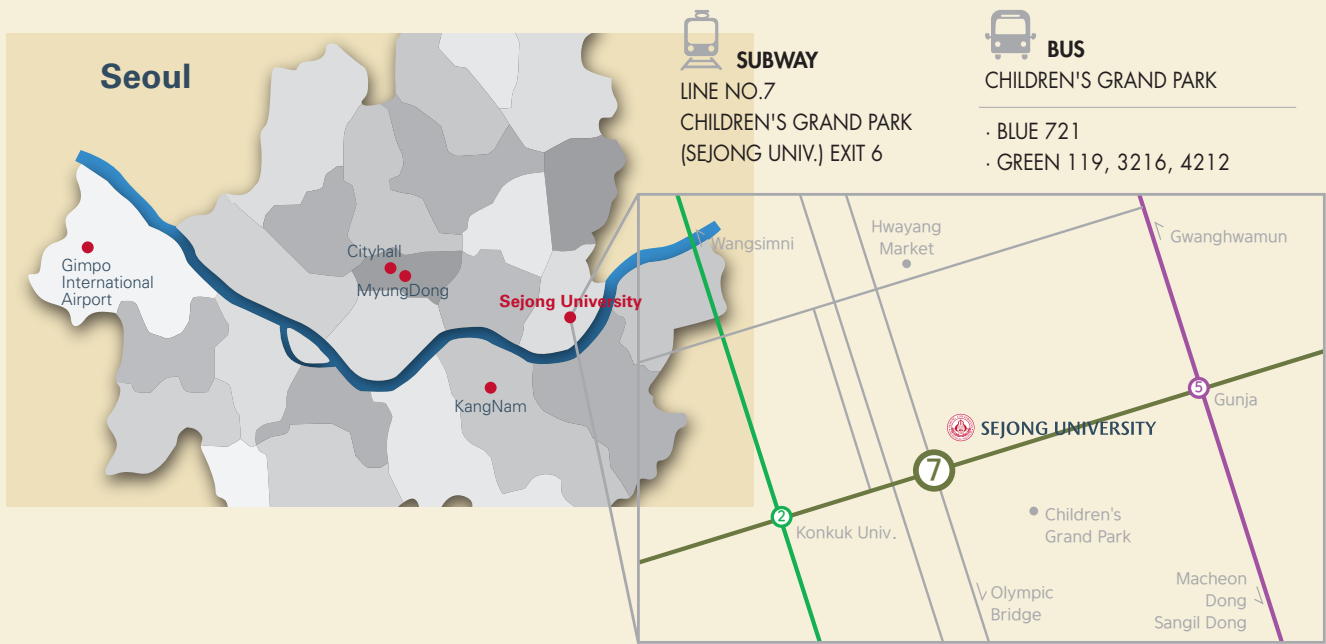 Seoul
Gimpo
International
Airport
Cityhall
MyungDong
Sejong University
KangNam
SUBWAY
LINE NO.7
CHILDREN'S GRAND PARK
(SEJONG UNIV.) EXIT 6
BUS
CHILDREN'S GRAND PARK
· BLUE 721
· GREEN 119, 3216, 4212
Wangsimni
Hwayang
Market
Gwanghwamun
5
Gunja
SEJONG UNIVERSITY
7
2
Konkuk Univ.
Children's
Grand Park
Olympic
Bridge
Macheon
Dong
Sangil Dong